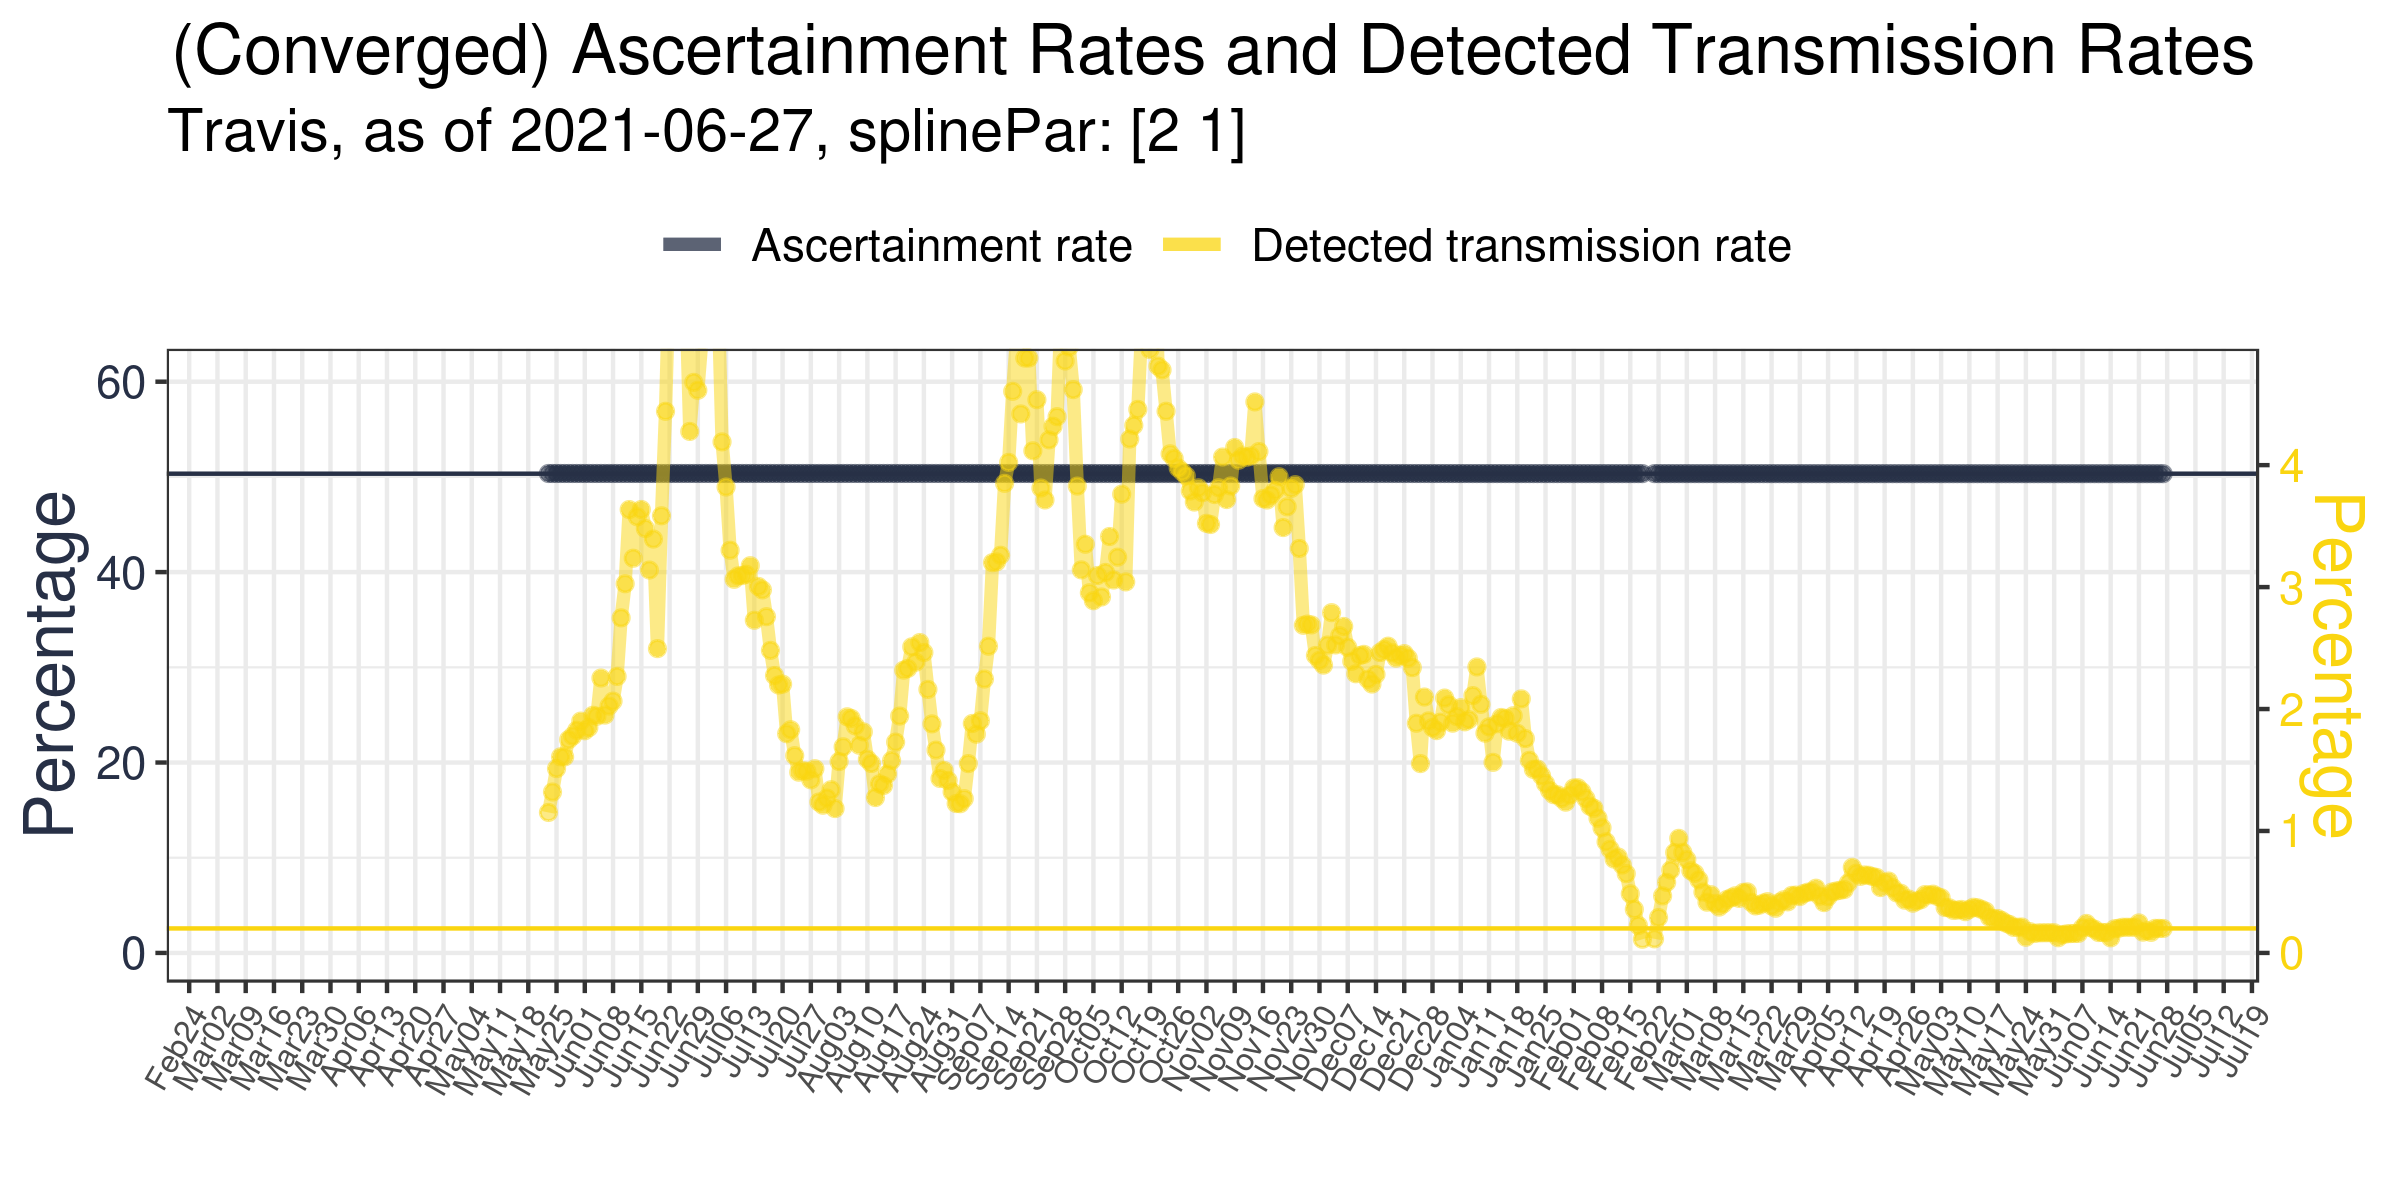 (Converged) Ascertainment Rates and Detected Transmission Rates
Travis, as of 2021-06-27, splinePar: [2 1]
Ascertainment rate
Detected transmission rate
Percentage
60
40
20
0
4
3
2
1
0
Percentage
Feb24
Mar02
Mar09
Mar16
Mar23
Mar30
Apr06
Apr13
Apr20
Apr27
May04
May11
May18
May25
Jun01
Jun08
Jun15
Jun22
Jun29
Jul06
Jul13
Jul20
Jul27
Aug03
Aug10
Aug17
Aug24
Aug31
Sep07
Sep14
Sep21
Sep28
Oct05
Oct12
Oct19
Oct26
Nov02
Nov09
Nov16
Nov23
Nov30
Dec07
Dec14
Dec21
Dec28
Jan04
Jan11
Jan18
Jan25
Feb01
Feb08
Feb15
Feb22
Mar01
Mar08
Mar15
Mar22
Mar29
Apr05
Apr12
Apr19
Apr26
May03
May10
May17
May24
May31
Jun07
Jun14
Jun21
Jun28
Jul05
Jul12
Jul19